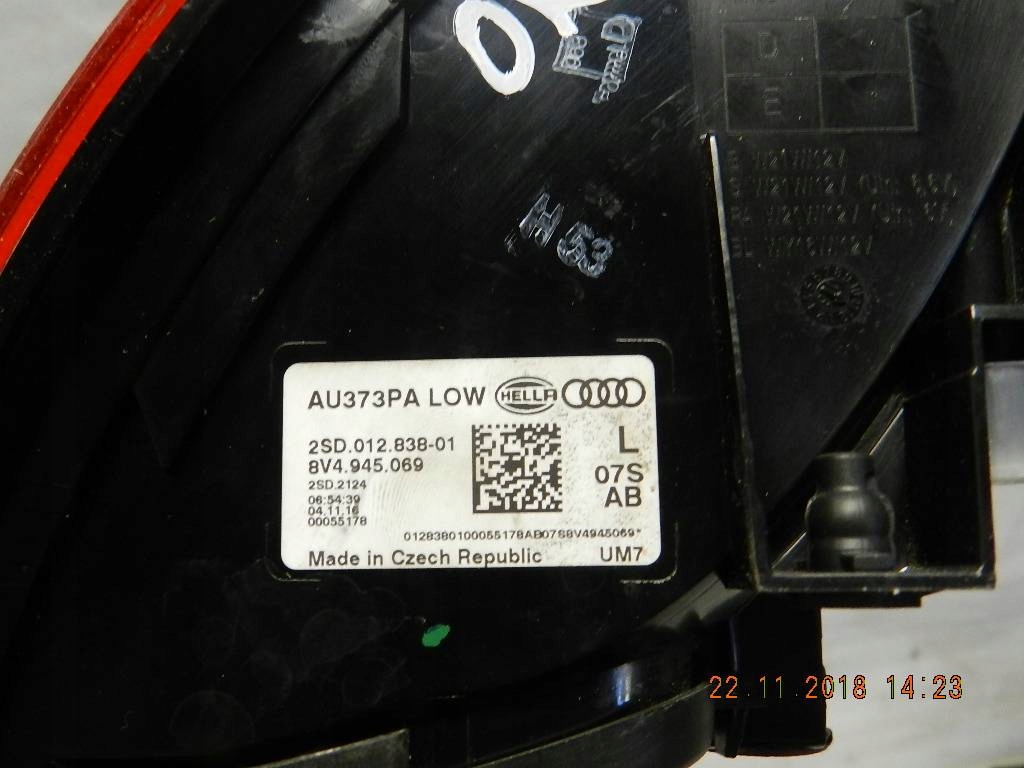 D
E
53
AU373PA LOW HELLA
2SD.012.838-01
8V4.945.069
2SD.2124
06:54:39
04.11.16
00055178
L
07S
AB
0128380100055178AB07S8V4945069*
Made in Czech Republic UM7
22 11 2018 14:23